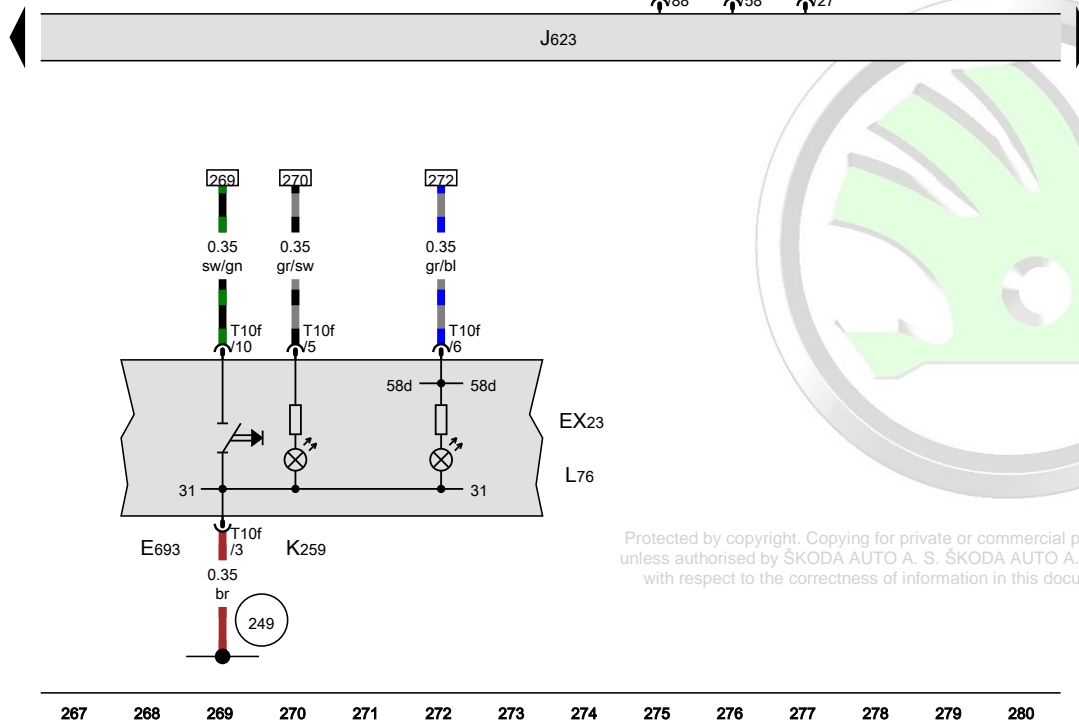 /88 /58 /27
J623
269 270 272
0.35 0.35 0.35
sw/gn gr/sw gr/bl
T10f T10f T10f
/10 /5 /6
58d 58d
EX23
L76
31 31
T10f
/3
E693 K259
0.35
br
249
Protected by copyright. Copying for private or commercial p
unless authorised by ŠKODA AUTO A. S. ŠKODA AUTO A.
with respect to the correctness of information in this docu
267 268 269 270 271 272 273 274 275 276 277 278 279 280